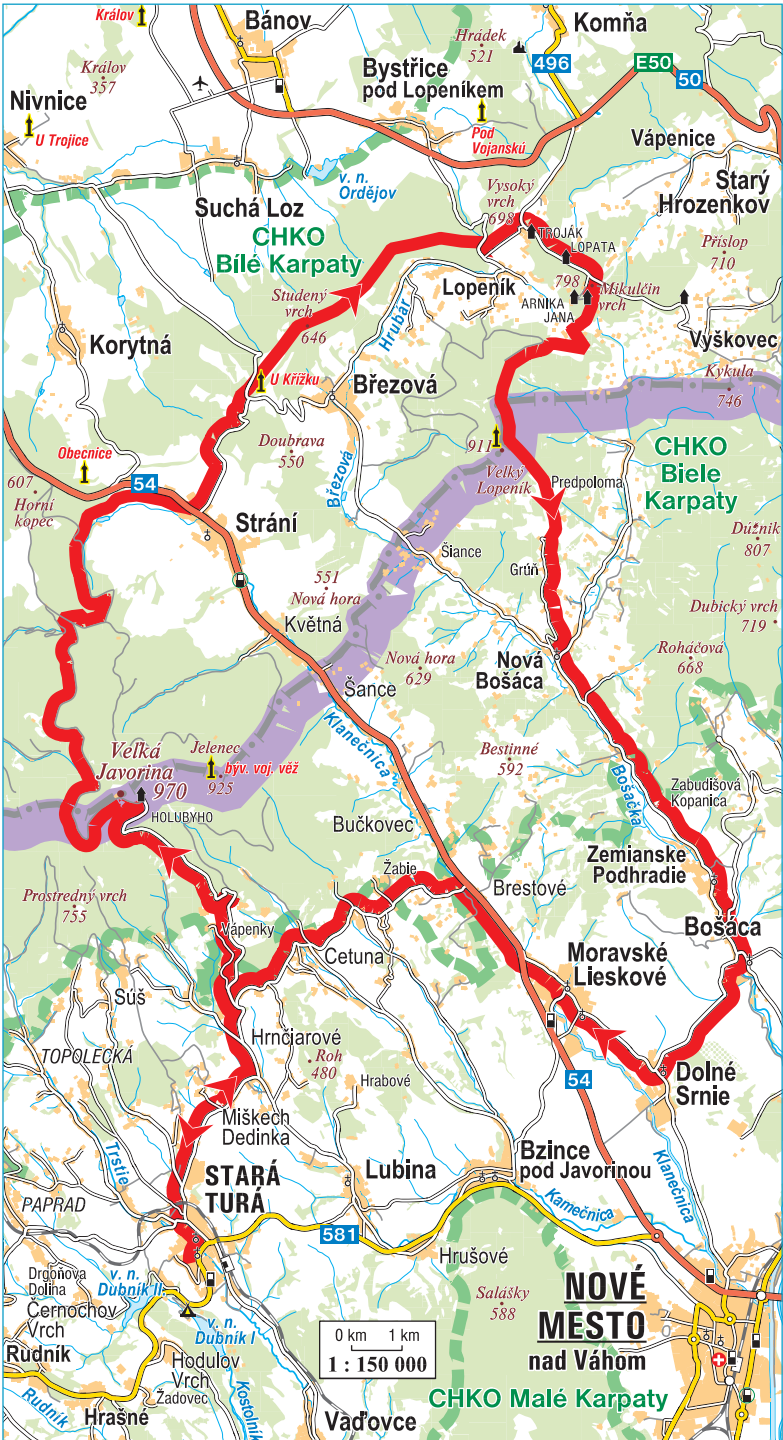 Králov
Bánov
Hrádek
521
Komňa
Králov
357
496
E50
50
Bystřice
pod Lopeníkem
Nivnice
U Trojice
Pod
Vojanskú
Vápenice
v. n.
Ordějov
Vysoký
vrch
698
Starý
Hrozenkov
Suchá Loz
CHKO
Bílé Karpaty
TROJÁK
LOPATA
Příslop
710
Studený
vrch
646
Lopeník
798
Mikulčin
vrch
ARNIKA
JANA
Hrubár
Korytná
Vyškovec
U Křížku
Březová
Kykula
746
Doubrava
550
Obecnice
911
Velký
Lopeník
CHKO
Biele
Karpaty
607
Horní
kopec
54
Březová
Predpoloma
Strání
Dúžnik
807
Šiance
Grúň
551
Nová hora
Dubický vrch
719
Květná
Nová hora
629
Nová
Bošáca
Roháčová
668
Šance
Klanečnica
Veľká
Javorina
970
Jelenec
býv. voj. věž
925
Bestinné
592
Bošačka
Zabudišová
Kopanica
HOLUBYHO
Bučkovec
Žabie
Zemianske
Podhradie
Prostredný vrch
755
Brestové
Vápenky
Bošáca
Cetuna
Moravské
Lieskové
Súš
Hrnčiarové
TOPOLECKÁ
Roh
480
Hrabové
54
Dolné
Srnie
Miškech
Dedinka
Trstie
STARÁ
TURÁ
Lubina
Bzince
pod Javorinou
Klanečnica
PAPRAD
Kamečnica
581
Hrušové
Drgoňova
Dolina
v. n.
Dubník II
Černochov
Vrch
v. n.
Dubník I
Salášky
588
NOVÉ
MESTO
nad Váhom
0 km 1 km
1 : 150 000
Rudník
Hodulov
Vrch
Žadovec
Rudník
Hrašné
Kostolník
Vaďovce
CHKO Malé Karpaty